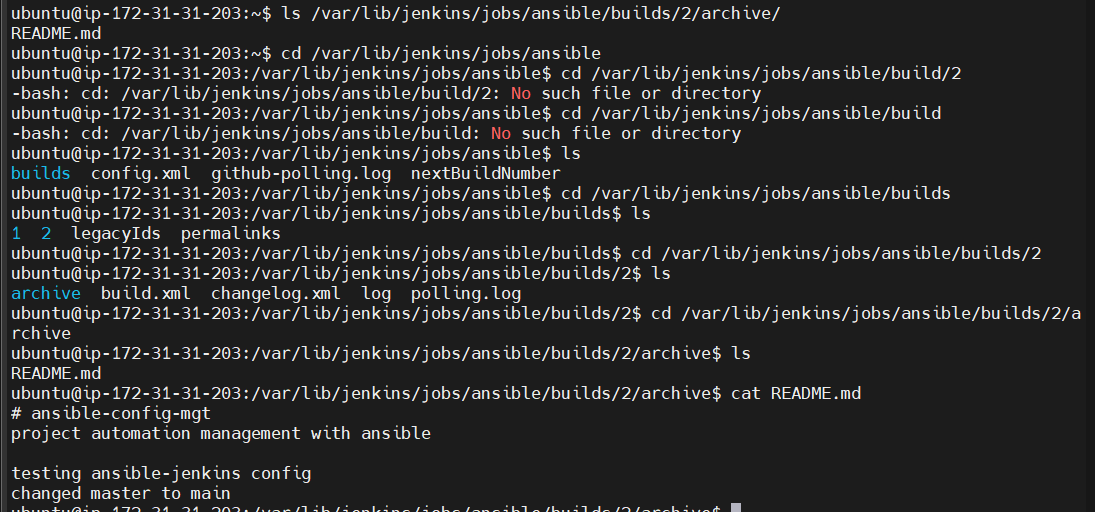 ubuntu@ip-172-31-31-203:~$ ls /var/lib/jenkins/jobs/ansible/builds/2/archive/
README.md
ubuntu@ip-172-31-31-203:~$ cd /var/lib/jenkins/jobs/ansible
ubuntu@ip-172-31-31-203:/var/lib/jenkins/jobs/ansible$ cd /var/lib/jenkins/jobs/ansible/build/2
-bash: cd: /var/lib/jenkins/jobs/ansible/build/2: No such file or directory
ubuntu@ip-172-31-31-203:/var/lib/jenkins/jobs/ansible$ cd /var/lib/jenkins/jobs/ansible/build
-bash: cd: /var/lib/jenkins/jobs/ansible/build: No such file or directory
ubuntu@ip-172-31-31-203:/var/lib/jenkins/jobs/ansible$ ls
builds  config.xml  github-polling.log  nextBuildNumber
ubuntu@ip-172-31-31-203:/var/lib/jenkins/jobs/ansible$ cd /var/lib/jenkins/jobs/ansible/builds
ubuntu@ip-172-31-31-203:/var/lib/jenkins/jobs/ansible/builds$ ls
1  2  legacyIds  permalinks
ubuntu@ip-172-31-31-203:/var/lib/jenkins/jobs/ansible/builds$ cd /var/lib/jenkins/jobs/ansible/builds/2
ubuntu@ip-172-31-31-203:/var/lib/jenkins/jobs/ansible/builds/2$ ls
archive  build.xml  changelog.xml  log  polling.log
ubuntu@ip-172-31-31-203:/var/lib/jenkins/jobs/ansible/builds/2$ cd /var/lib/jenkins/jobs/ansible/builds/2/a
rchive
ubuntu@ip-172-31-31-203:/var/lib/jenkins/jobs/ansible/builds/2/archive$ ls
README.md
ubuntu@ip-172-31-31-203:/var/lib/jenkins/jobs/ansible/builds/2/archive$ cat README.md
# ansible-config-mgt
project automation management with ansible

testing ansible-jenkins config
changed master to main
ubuntu@ip-172-31-31-203:/var/lib/jenkins/jobs/ansible/builds/2/archive$